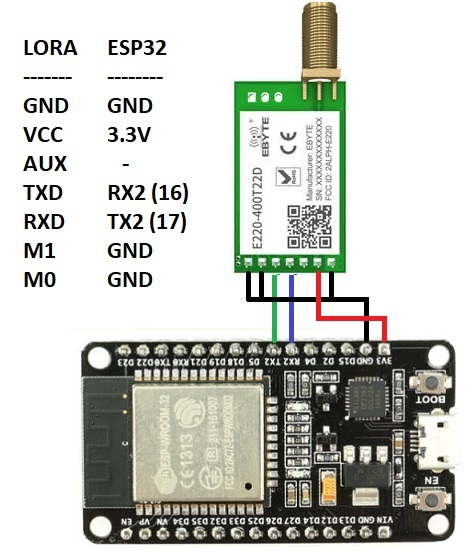 LORA ESP32
------- --------
GND GND
VCC 3.3V
AUX -
TXD RX2 (16)
RXD TX2 (17)
M1 GND
M0 GND
EBYTE
CE
E220-400T22D
Manufacturer: EBYTE
SN: XXXXXXXXXXXXXX
FCC ID: 2ALPH-E220
RoHS
D23 D22 TX0 RX0 D21 D19 D18 D5 TX2 RX2 D4 D2 D15 GND 3V3
BOOT
EN
ESP-WROOM-32
CE1313
EN VP VN D34 D35 D32 D33 D25 D26 D27 D14 D12 D13 GND VIN